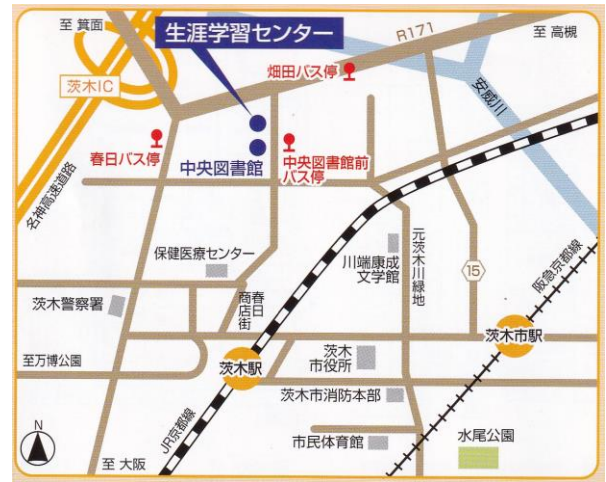 至 箕面
生涯学習センター
R171
至 高槻
畑田バス停
茨木IC
安威川
春日バス停
中央図書館
中央図書館前
バス停
名神高速道路
保健医療センター
川端康成
文学館
元茨木川緑地
15
阪急京都線
茨木警察署
春日
商店街
茨木市駅
茨木
市役所
至万博公園
茨木駅
茨木市消防本部
N
JR京都線
市民体育館
水尾公園
至 大阪